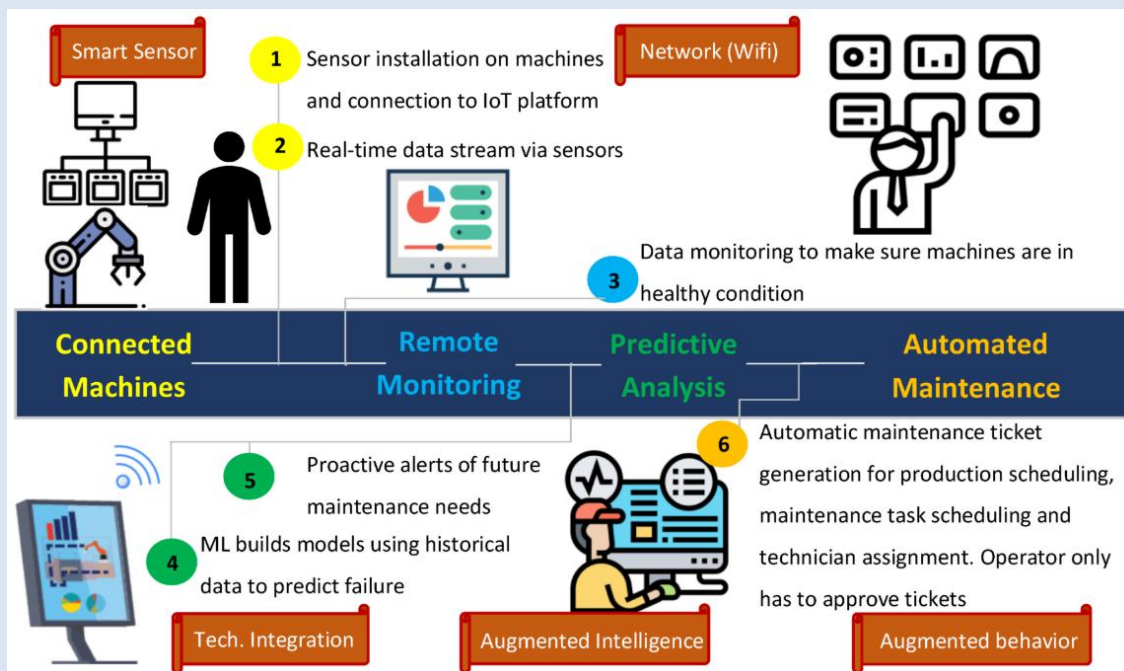 Smart Sensor
1
Sensor installation on machines
and connection to IoT platform
Network (Wifi)
2
Real-time data stream via sensors
3
Data monitoring to make sure machines are in
healthy condition
Connected
Machines
Remote
Monitoring
Predictive
Analysis
Automated
Maintenance
5
Proactive alerts of future
maintenance needs
4
ML builds models using historical
data to predict failure
6
Automatic maintenance ticket
generation for production scheduling,
maintenance task scheduling and
technician assignment. Operator only
has to approve tickets
Tech. Integration
Augmented Intelligence
Augmented behavior